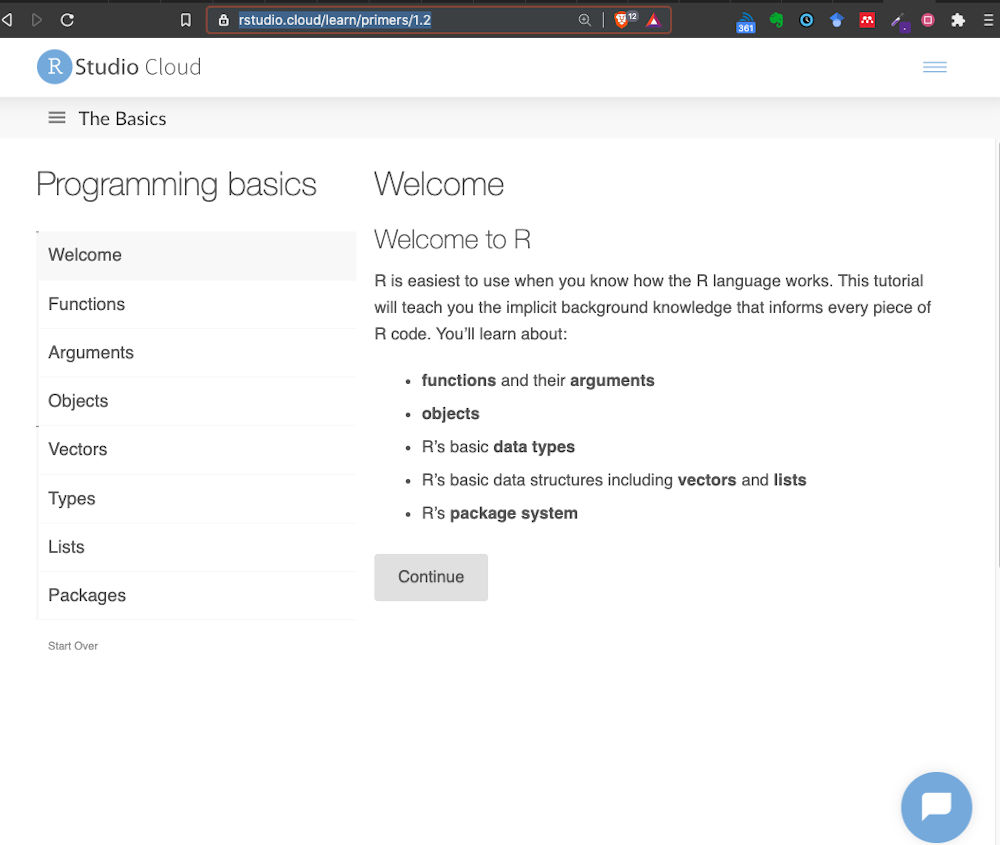 rstudio.cloud/learn/primers/1.2
12
361
R Studio Cloud
The Basics
Programming basics
Welcome
Functions
Arguments
Objects
Vectors
Types
Lists
Packages
Start Over
Welcome
Welcome to R
R is easiest to use when you know how the R language works. This tutorial
will teach you the implicit background knowledge that informs every piece of
R code. You’ll learn about:
• functions and their arguments
• objects
• R’s basic data types
• R’s basic data structures including vectors and lists
• R’s package system
Continue